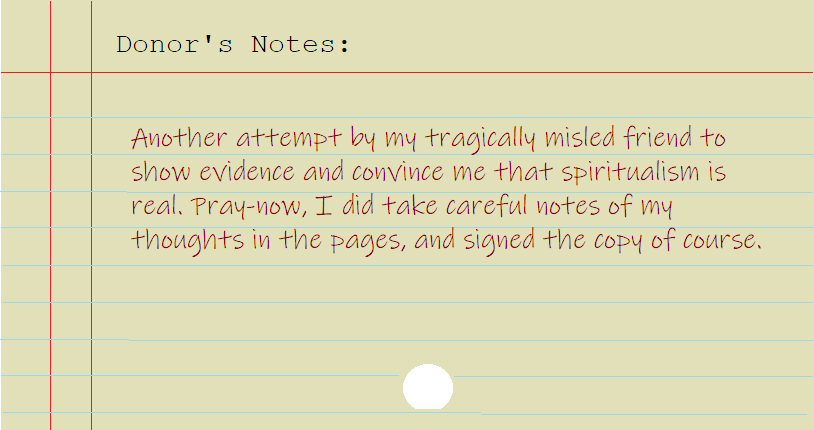 Donor's Notes:
Another attempt by my tragically misled friend to
show evidence and convince me that spiritualism is
real. Pray-now, I did take careful notes of my
thoughts in the pages, and signed the copy of course.